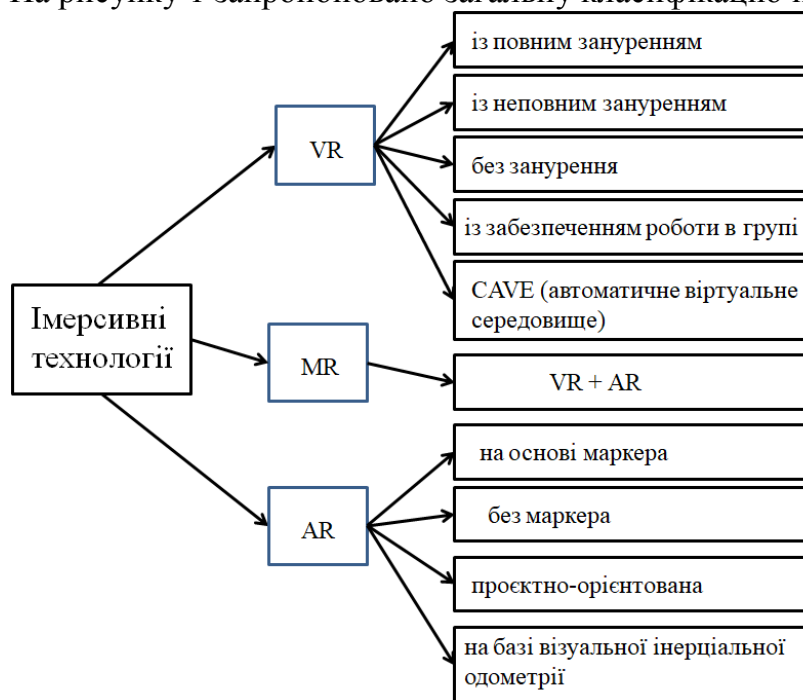 із повним зануренням
із неповним зануренням
VR
без занурення
із забезпеченням роботи в групі
CAVE (автоматичне віртуальне
середовище)
Імерсивні
технології
MR
VR + AR
на основі маркера
AR
без маркера
проєктно-орієнтована
на базі візуальної інерціальної
одометрії